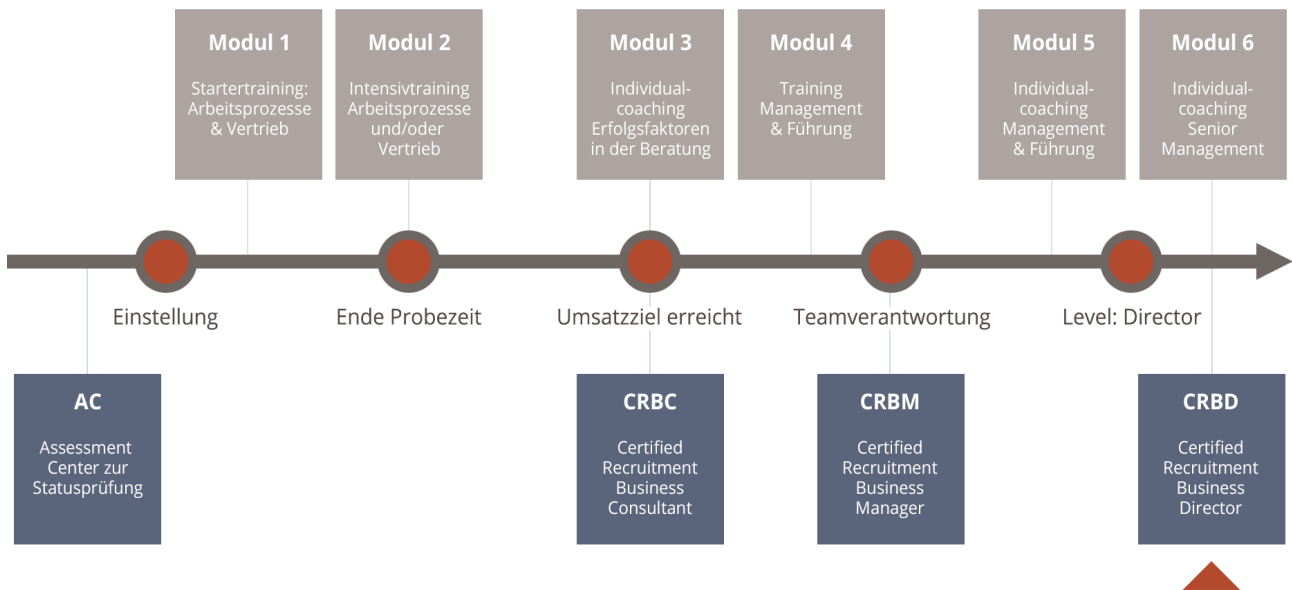 Modul 1
Startertraining:
Arbeitsprozesse
& Vertrieb
Modul 2
Intensivtraining
Arbeitsprozesse
und/oder
Vertrieb
Modul 3
Individual-
coaching
Erfolgsfaktoren
in der Beratung
Modul 4
Training
Management
& Führung
Modul 5
Individual-
coaching
Management
& Führung
Modul 6
Individual-
coaching
Senior
Management
Einstellung
Ende Probezeit
Umsatzziel erreicht
Teamverantwortung
Level: Director
AC
Assessment
Center zur
Statusprüfung
CRBC
Certified
Recruitment
Business
Consultant
CRBM
Certified
Recruitment
Business
Manager
CRBD
Certified
Recruitment
Business
Director